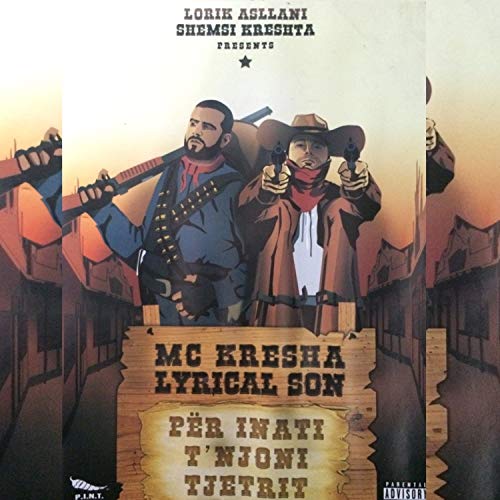 LORIK ASLLANI
SHEMSI KRESHTA
PRESENTS
MC KRESHA
LYRICAL SON
PËR INATI
T'NJONI
TJETRIT
P.I.N.T.
PARENTAL
ADVISORY